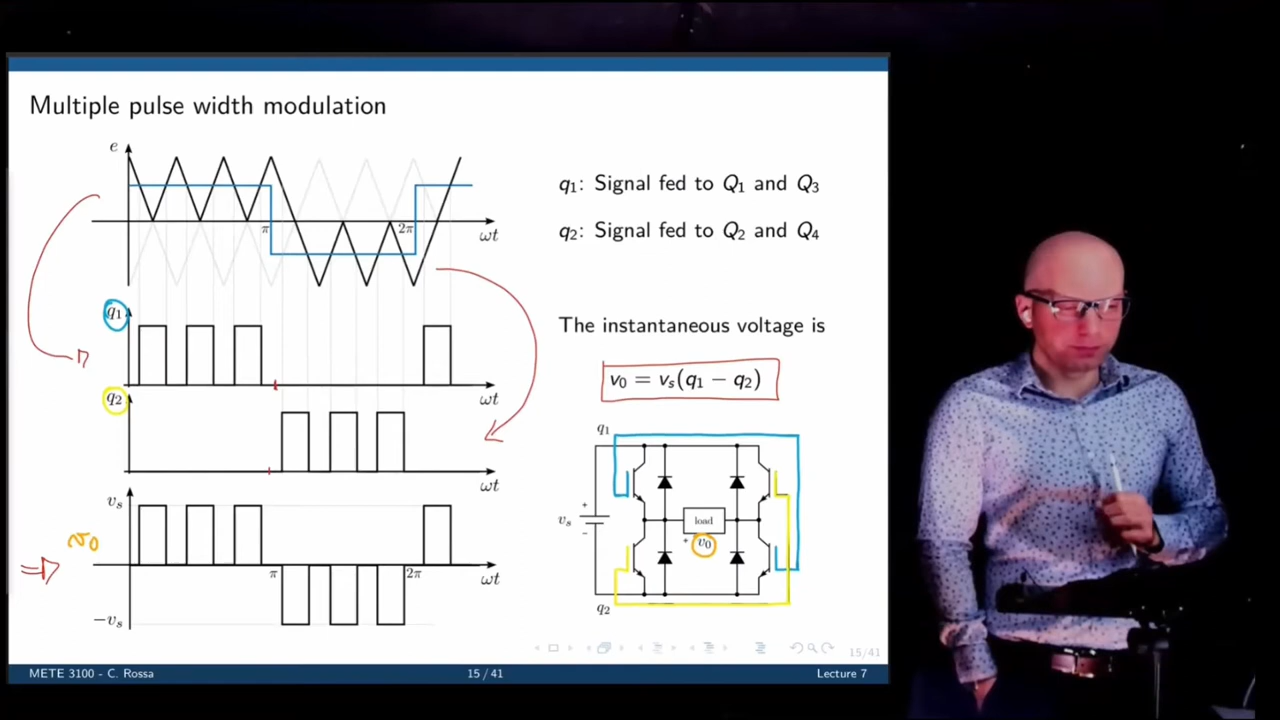 Multiple pulse width modulation
e
π
2π
ωt
q₁
ωt
q₂
ωt
vₛ
v₀
π
2π
ωt
−vₛ
q₁: Signal fed to Q₁ and Q₃
q₂: Signal fed to Q₂ and Q₄
The instantaneous voltage is
v₀ = vₛ(q₁ − q₂)
q₁
+
vₛ
-
load
+ v₀
q₂
15/41
METE 3100 - C. Rossa
15 / 41
Lecture 7